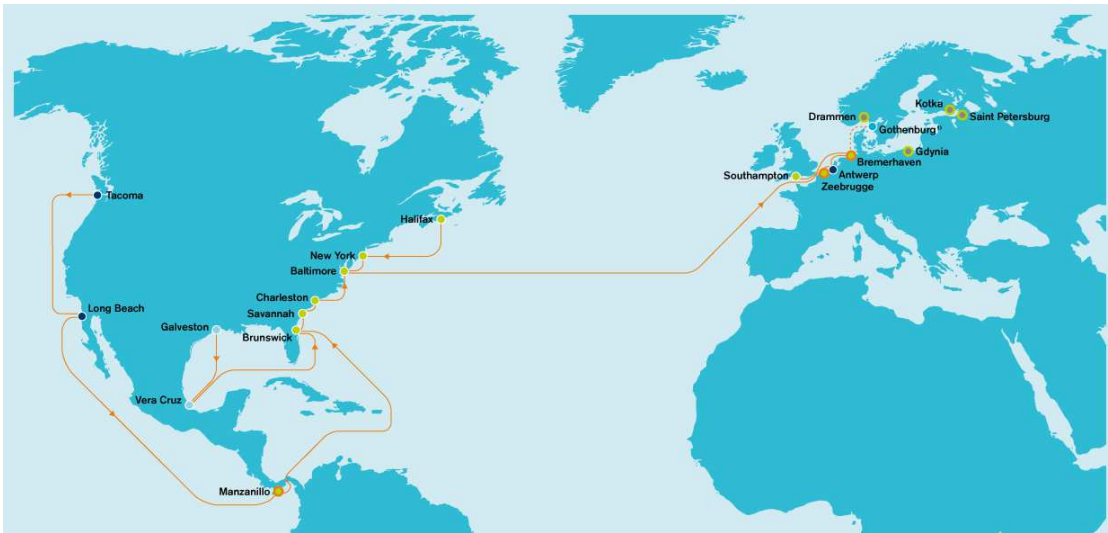 Kotka
Drammen
Saint Petersburg
Gothenburg¹⁾
Gdynia
Bremerhaven
Southampton
Antwerp
Zeebrugge
Tacoma
Halifax
New York
Baltimore
Charleston
Long Beach
Savannah
Galveston
Brunswick
Vera Cruz
Manzanillo